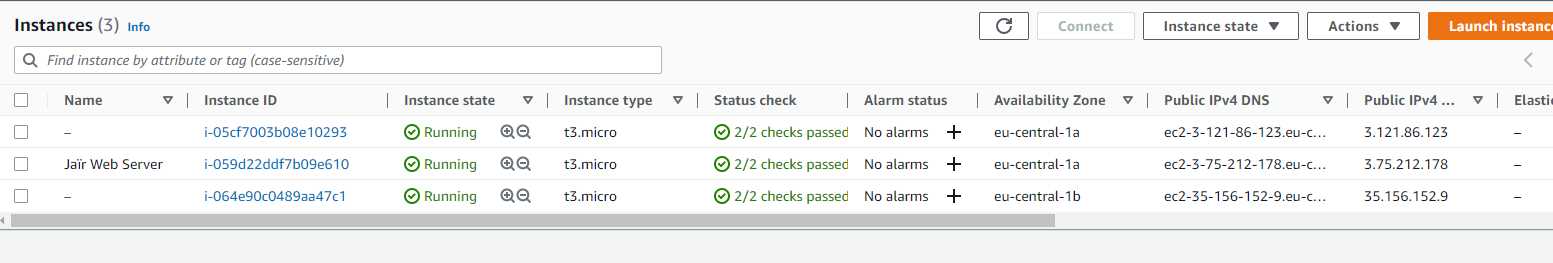 Instances (3) Info Connect Instance state Actions Launch instance
Find instance by attribute or tag (case-sensitive)
Name Instance ID Instance state Instance type Status check Alarm status Availability Zone Public IPv4 DNS Public IPv4 ... Elasti
– i-05cf7003b08e10293 Running t3.micro 2/2 checks passed No alarms + eu-central-1a ec2-3-121-86-123.eu-c... 3.121.86.123 –
Jaïr Web Server i-059d22ddf7b09e610 Running t3.micro 2/2 checks passed No alarms + eu-central-1a ec2-3-75-212-178.eu-c... 3.75.212.178 –
– i-064e90c0489aa47c1 Running t3.micro 2/2 checks passed No alarms + eu-central-1b ec2-35-156-152-9.eu-c... 35.156.152.9 –